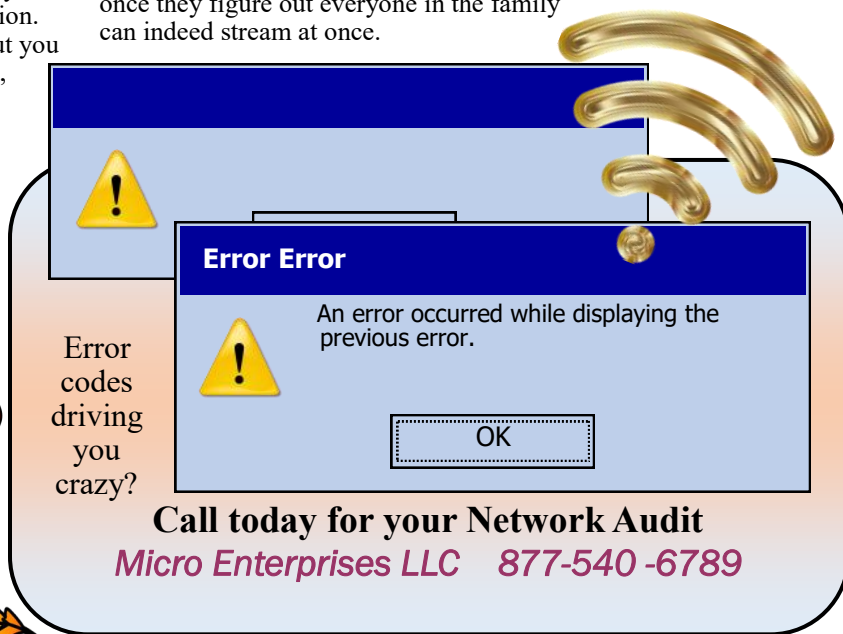 ion.
ut you
,
once they figure out everyone in the family
can indeed stream at once.
Error Error
An error occurred while displaying the
previous error.
OK
Error
codes
driving
you
crazy?
)
Call today for your Network Audit
Micro Enterprises LLC 877-540 -6789